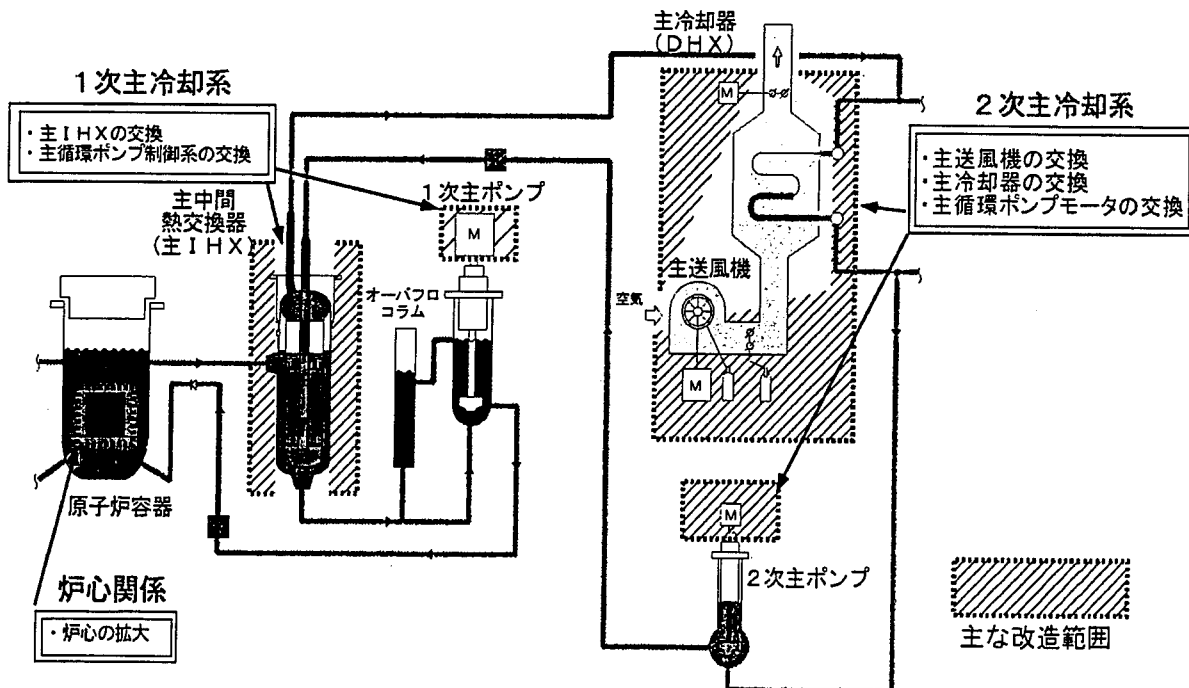 主冷却器
(DHX)
1次主冷却系
・主IHXの交換
・主循環ポンプ制御系の交換
2次主冷却系
・主送風機の交換
・主冷却器の交換
・主循環ポンプモータの交換
M
1次主ポンプ
主中間
熱交換器
(主IHX)
M
オーバフロ
コラム
主送風機
空気
M
原子炉容器
M
2次主ポンプ
炉心関係
・炉心の拡大
主な改造範囲